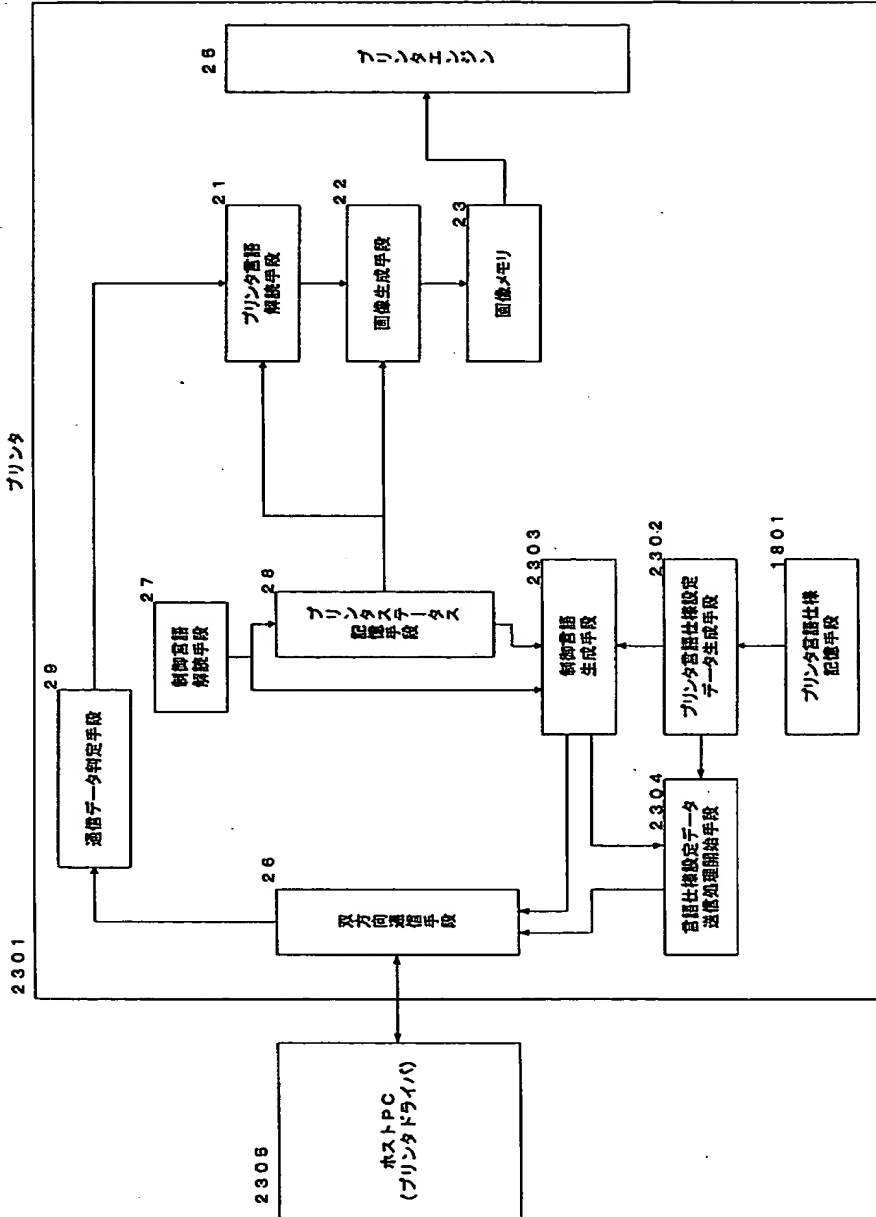 プリンタ
2301
25
プリンタエンジン
21
プリンタ言語
解読手段
22
画像生成手段
23
画像メモリ
29
通信データ判定手段
27
制御言語
解読手段
28
プリンタステータス
記憶手段
26
双方向通信手段
2303
制御言語
生成手段
2302
プリンタ言語仕様設定
データ生成手段
2304
言語仕様設定データ
送信処理開始手段
1801
プリンタ言語仕様
記憶手段
2305
ホストPC
(プリンタドライバ)